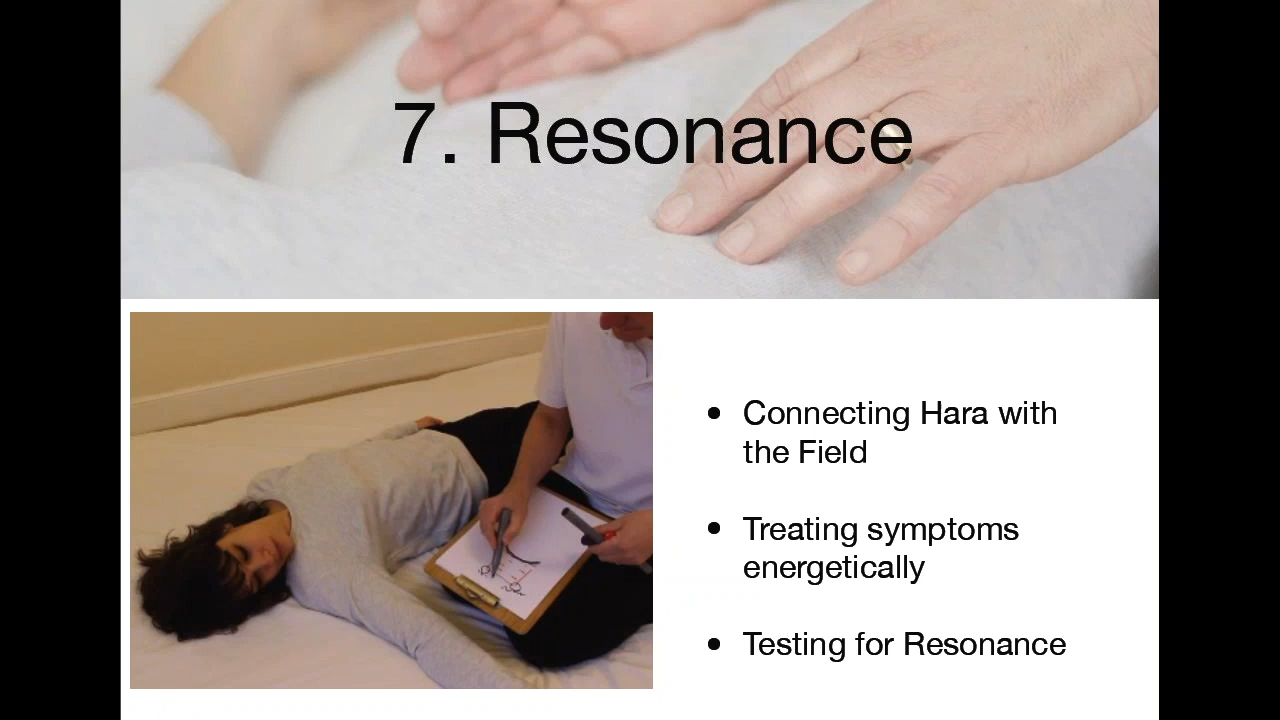 7. Resonance
• Connecting Hara with
the Field
• Treating symptoms
energetically
• Testing for Resonance